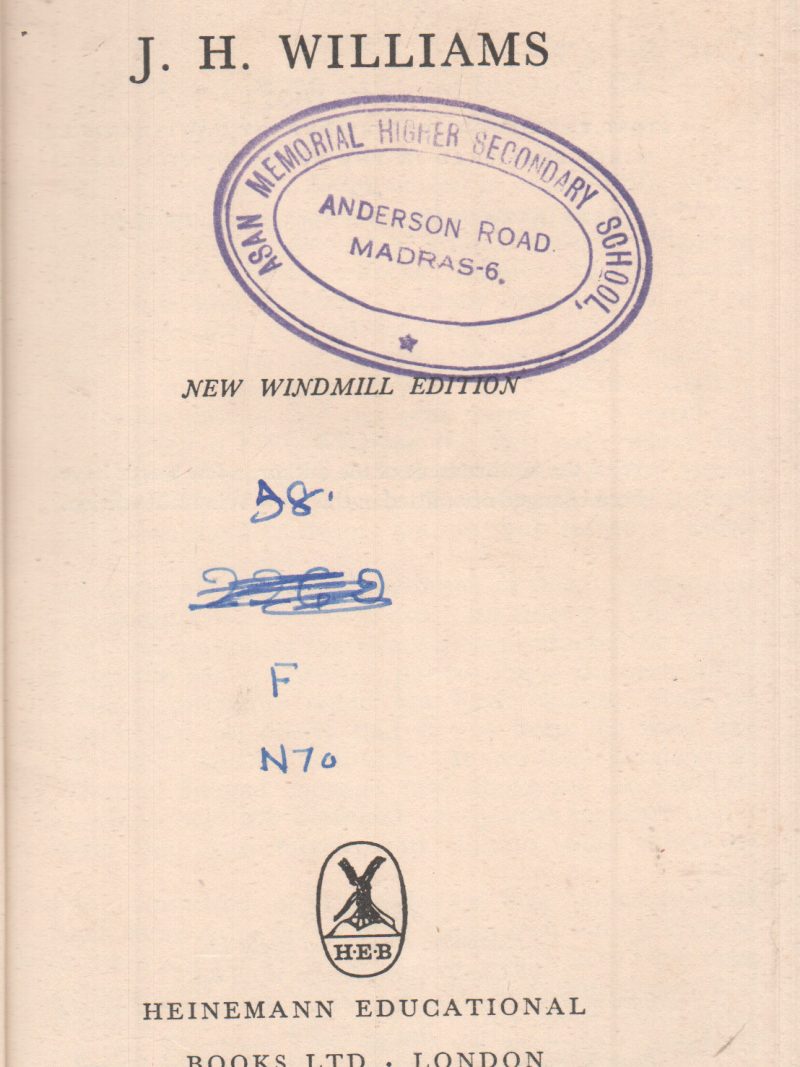 J. H. WILLIAMS
ASAN MEMORIAL HIGHER SECONDARY SCHOOL,
ANDERSON ROAD.
MADRAS-6.
NEW WINDMILL EDITION
58.
F
N70
H·E·B
HEINEMANN EDUCATIONAL
BOOKS LTD · LONDON